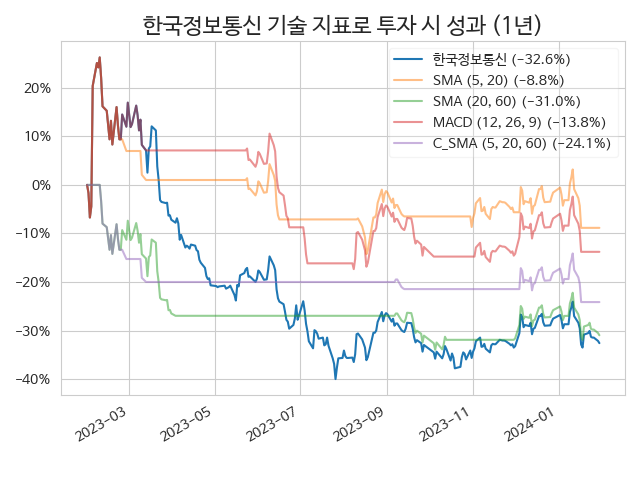 한국정보통신 기술 지표로 투자 시 성과 (1년)
한국정보통신 (−32.6%)
SMA (5, 20) (−8.8%)
SMA (20, 60) (−31.0%)
MACD (12, 26, 9) (−13.8%)
C_SMA (5, 20, 60) (−24.1%)
20%
10%
0%
−10%
−20%
−30%
−40%
2023−03
2023−05
2023−07
2023−09
2023−11
2024−01